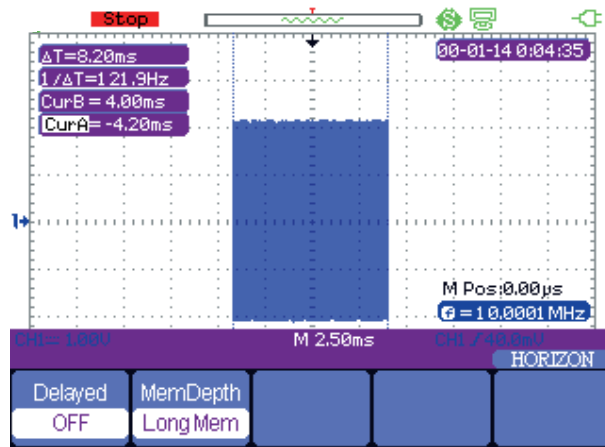 Stop
T
S
ΔT=8.20ms
00-01-14 0:04:35
1/ΔT=121.9Hz
CurB = 4.00ms
CurA= -4.20ms
1
M Pos:0.00µs
f = 10.0001MHz
CH1= 1.00V
M 2.50ms
CH1 / 40.0mV
HORIZON
Delayed
MemDepth
OFF
Long Mem